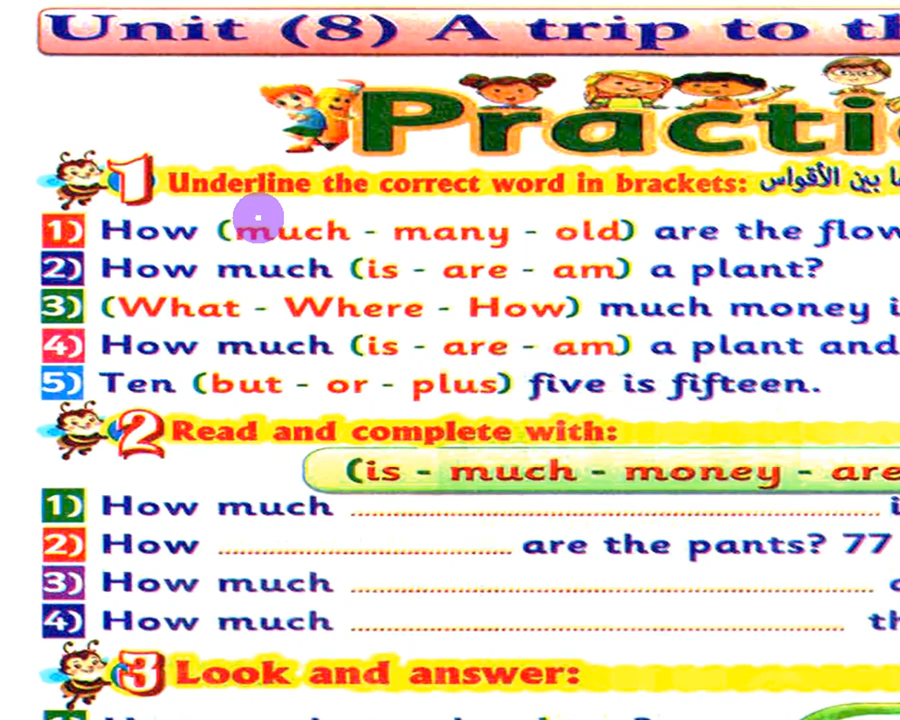 Unit (8) A trip to
Practi
1 Underline the correct word in brackets: ما بين الأقواس
1) How (much - many - old) are the flow
2) How much (is - are - am) a plant?
3) (What - Where - How) much money i
4) How much (is - are - am) a plant and
5) Ten (but - or - plus) five is fifteen.
2 Read and complete with:
(is - much - money - are
1) How much ........................................ i
2) How ........................................ are the pants? 77
3) How much ........................................
4) How much ........................................ th
3 Look and answer: